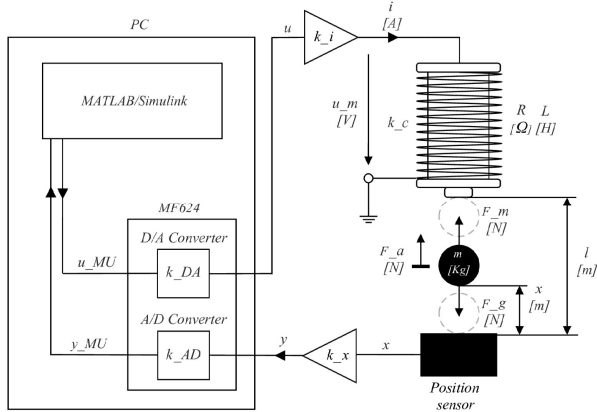 PC
MATLAB/Simulink
MF624
D/A Converter
u_MU
k_DA
A/D Converter
y_MU
k_AD
u
k_i
i
[A]
u_m
[V]
k_c
R L
[Ω] [H]
F_m
[N]
F_a
[N]
m
[Kg]
F_g
[N]
x
[m]
l
[m]
y
k_x
x
Position
sensor